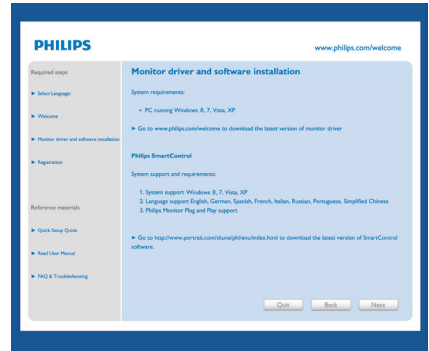 PHILIPS
www.philips.com/welcome
Required steps
► Select Language:
► Welcome
► Monitor driver and software installation
► Registration
Reference materials
► Quick Setup Quide
► Read User Manual
► FAQ & Troubleshooting
Monitor driver and software installation
System requirements:
• PC running Windows 8, 7, Vista, XP
► Go to www.philips.com/welcome to download the latest version of monitor driver
Philips SmartControl
System support and requirements:
1. System support Windows 8, 7, Vista, XP
2. Language support English, German, Spanish, French, Italian, Russian, Portuguese, Simplified Chinese
3. Philips Monitor Plug and Play support
► Go to http://www.portrait.com/dtune/phl/enu/index.html to download the latest version of SmartControl
software.
Quit
Back
Next